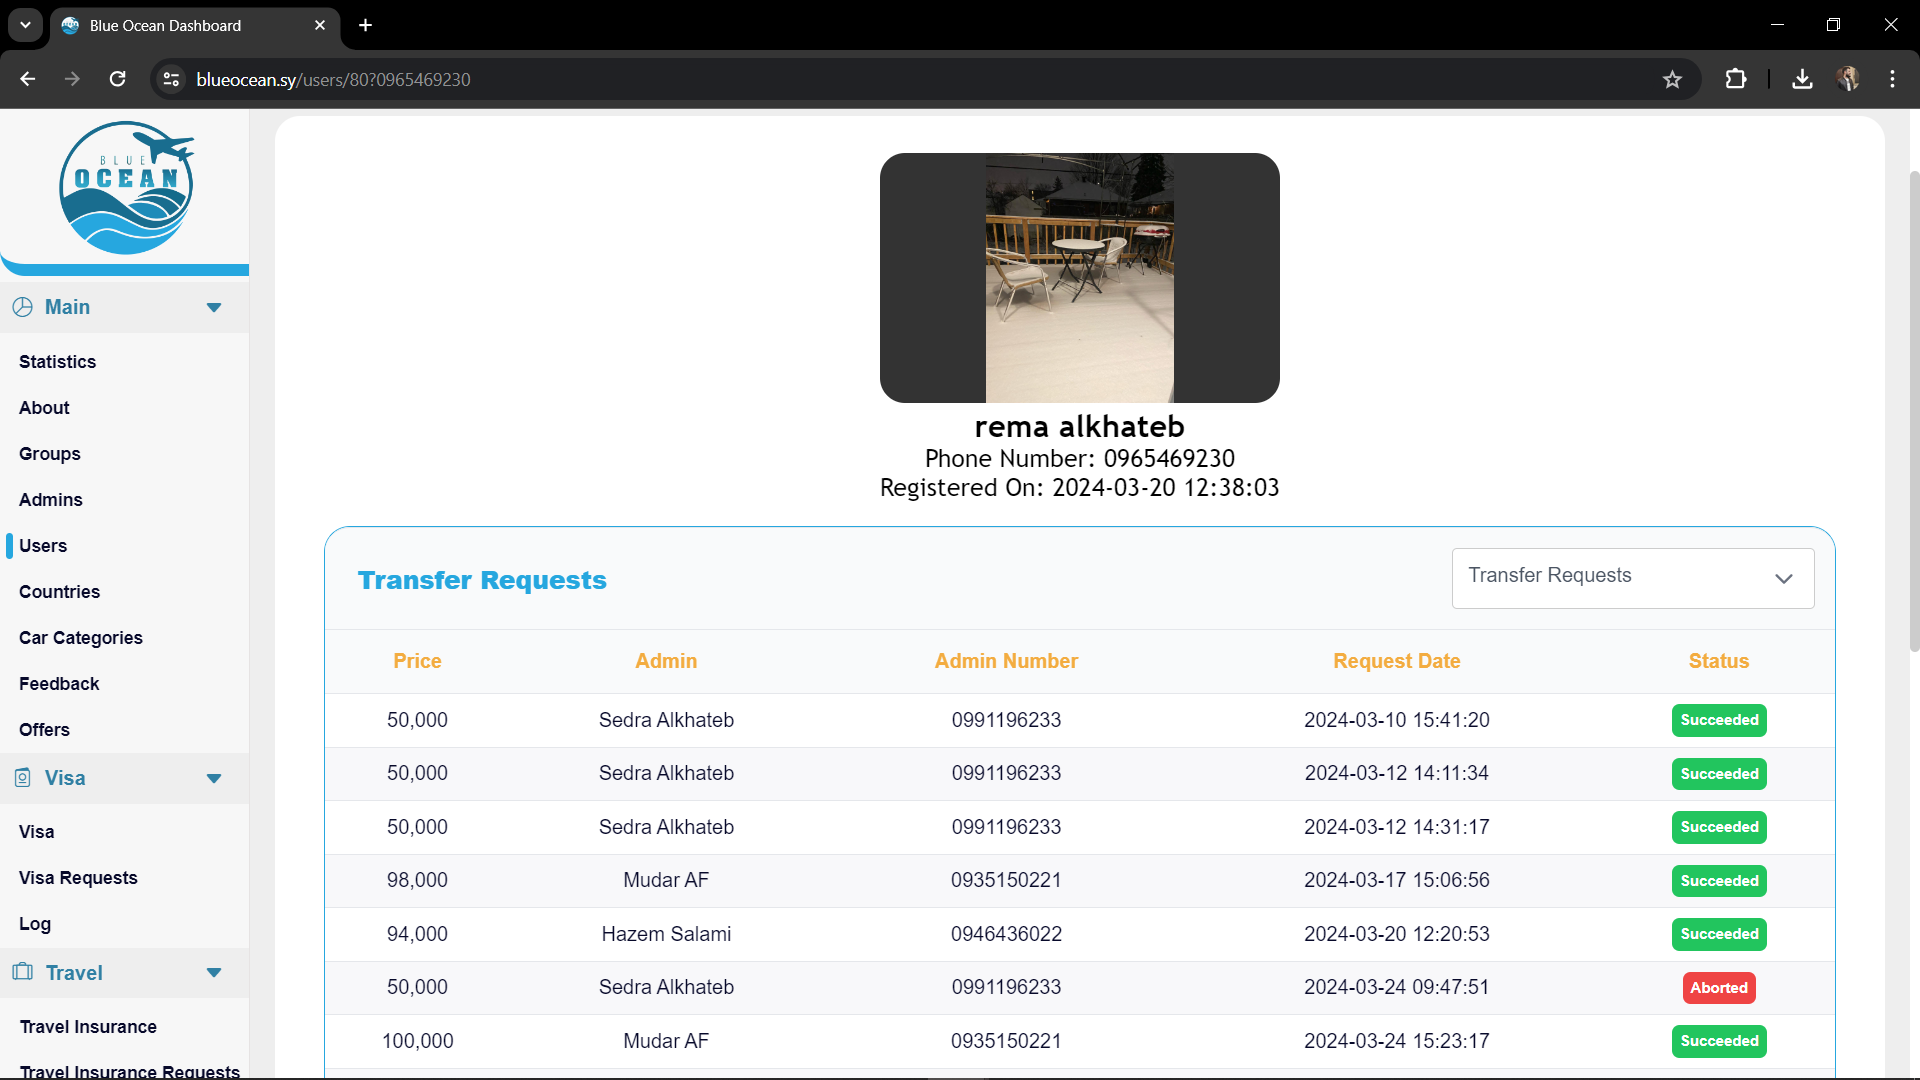 Blue Ocean Dashboard
blueocean.sy/users/80?0965469230
BLUE
OCEAN
Main
Statistics
About
Groups
Admins
Users
Countries
Car Categories
Feedback
Offers
Visa
Visa
Visa Requests
Log
Travel
Travel Insurance
Travel Insurance Requests
rema alkhateb
Phone Number: 0965469230
Registered On: 2024-03-20 12:38:03
Transfer Requests
Transfer Requests
Price Admin Admin Number Request Date Status
50,000 Sedra Alkhateb 0991196233 2024-03-10 15:41:20 Succeeded
50,000 Sedra Alkhateb 0991196233 2024-03-12 14:11:34 Succeeded
50,000 Sedra Alkhateb 0991196233 2024-03-12 14:31:17 Succeeded
98,000 Mudar AF 0935150221 2024-03-17 15:06:56 Succeeded
94,000 Hazem Salami 0946436022 2024-03-20 12:20:53 Succeeded
50,000 Sedra Alkhateb 0991196233 2024-03-24 09:47:51 Aborted
100,000 Mudar AF 0935150221 2024-03-24 15:23:17 Succeeded